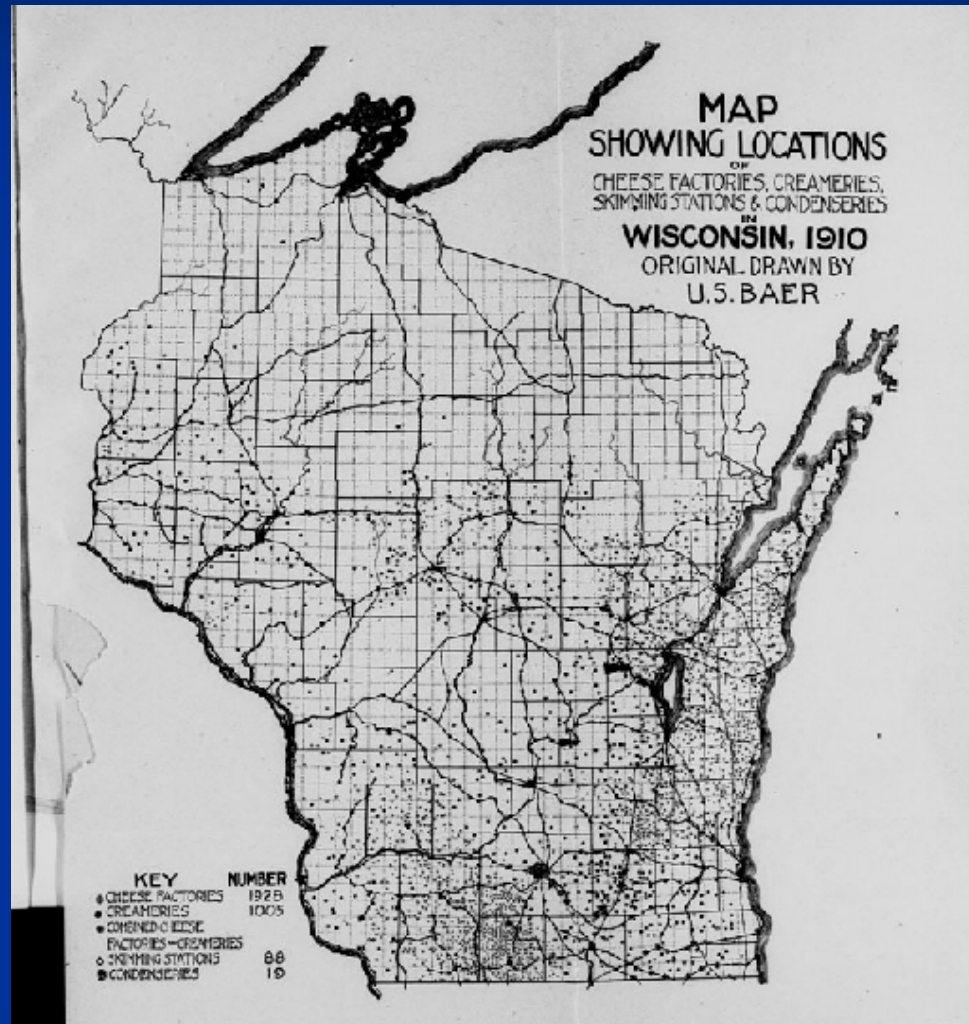 MAP
SHOWING LOCATIONS
OF
CHEESE FACTORIES, CREAMERIES,
SKIMMING STATIONS & CONDENSERIES
IN
WISCONSIN, 1910
ORIGINAL DRAWN BY
U.S. BAER
KEY NUMBER
CHEESE FACTORIES 1928
CREAMERIES 1005
COMBINED CHEESE
FACTORIES-CREAMERIES
SKIMMING STATIONS 88
CONDENSERIES 19